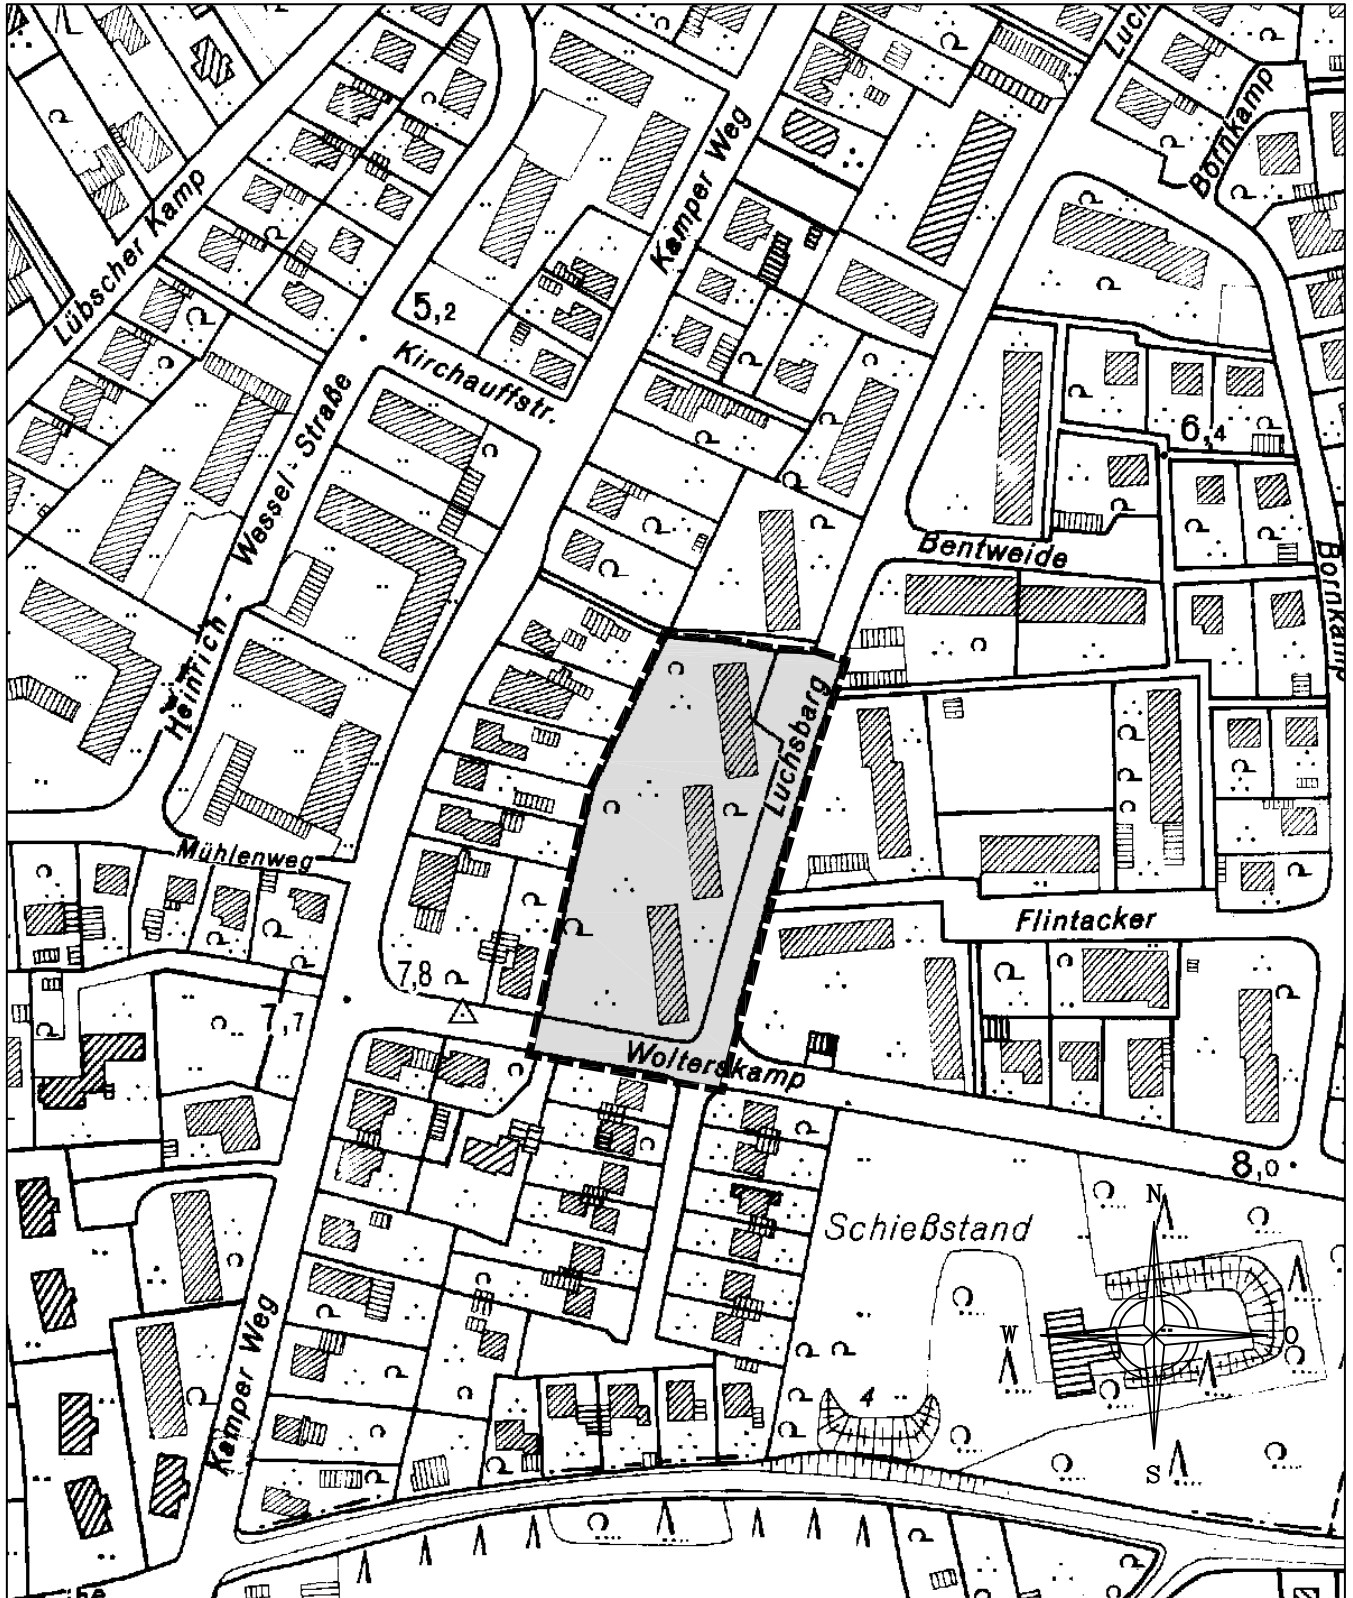 Luch
Bornkamp
Lübscher Kamp
Kamper Weg
5,2
Kirchauffstr.
Heinrich - Wessel - Straße
6,4
Bentweide
Bornkamp
Luchsbarg
Mühlenweg
Flintacker
7,8
7,7
Wolterskamp
8,0
Schießstand
N
W
O
S
4
Kamper Weg